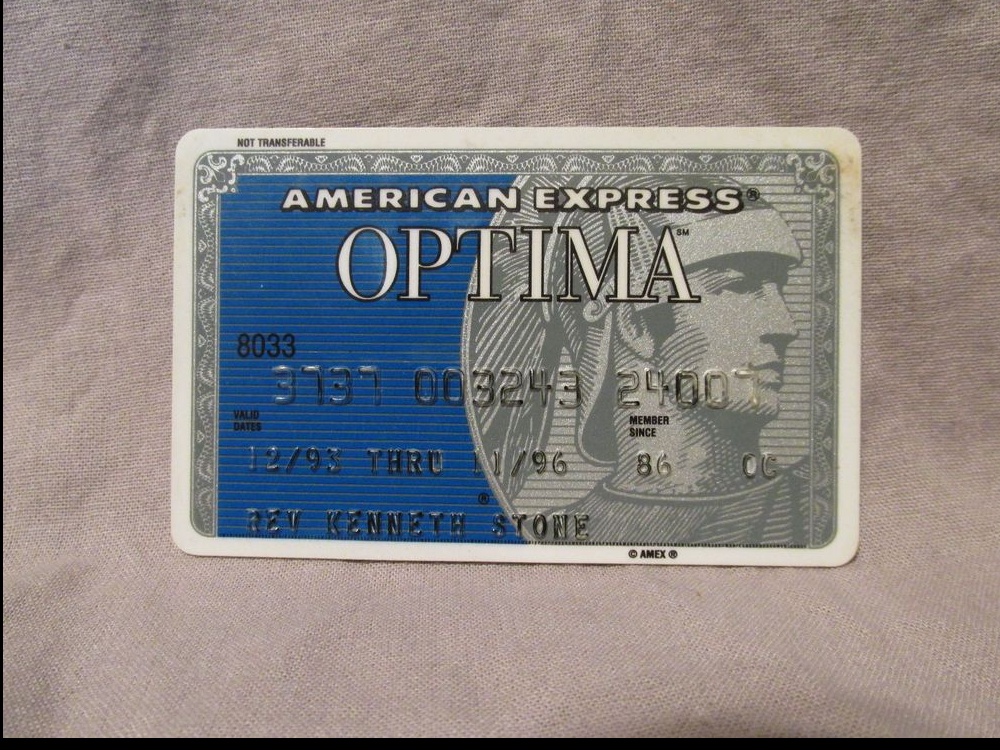 NOT TRANSFERABLE
AMERICAN EXPRESS®
OPTIMA℠
8033
3737 003243 24007
VALID DATES
MEMBER SINCE
12/93 THRU 11/96 86
®
REV KENNETH STONE
© AMEX ®